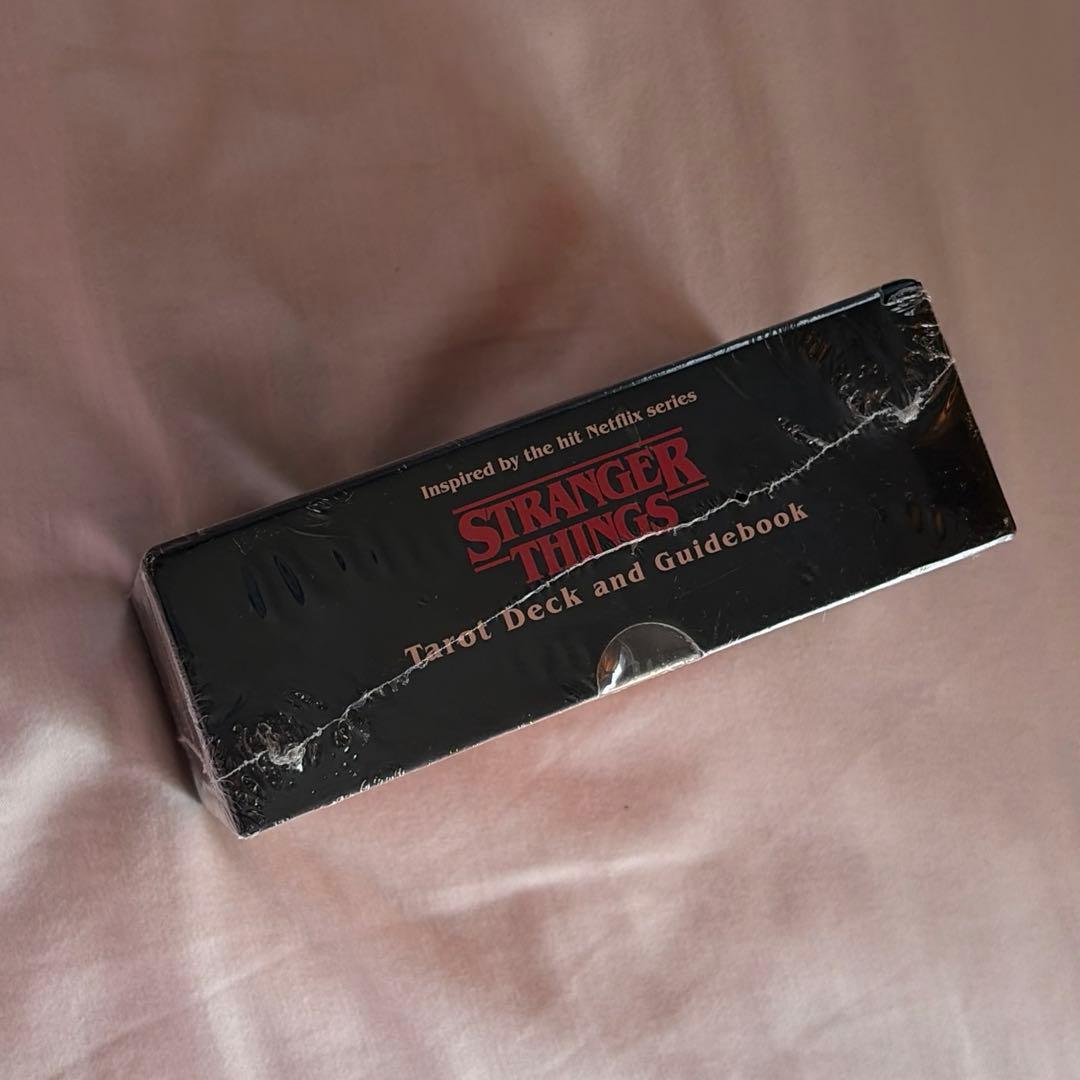 Inspired by the hit Netflix series
STRANGER
THINGS
Tarot Deck and Guidebook